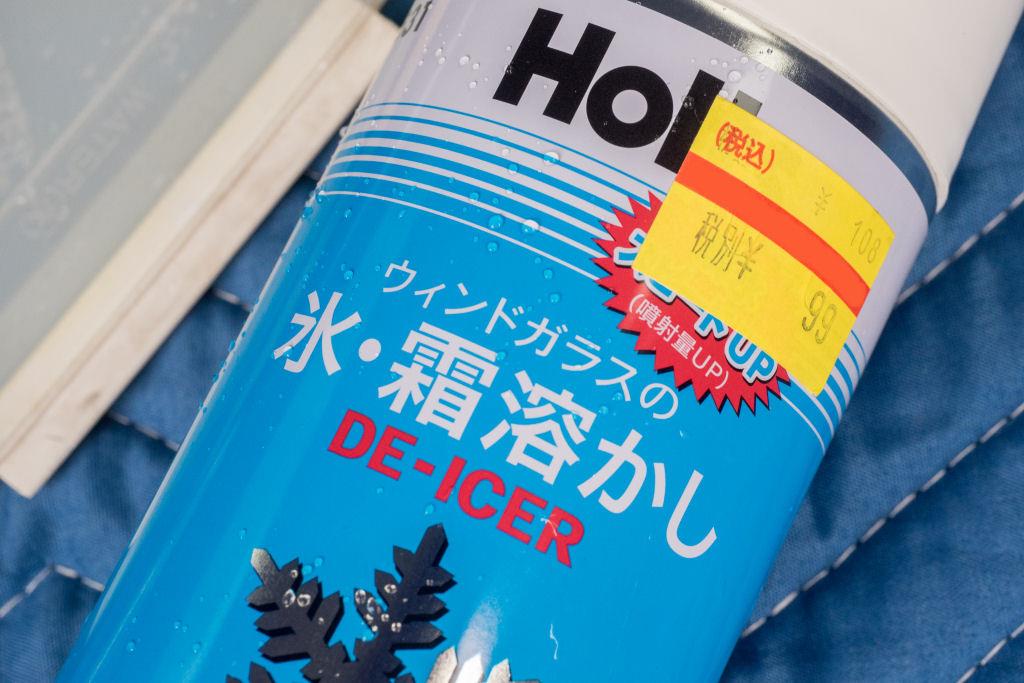 Hol
(税込)
¥ 108
税別¥ 99
(噴射量UP)
ウィンドガラスの
氷・霜溶かし
DE-ICER